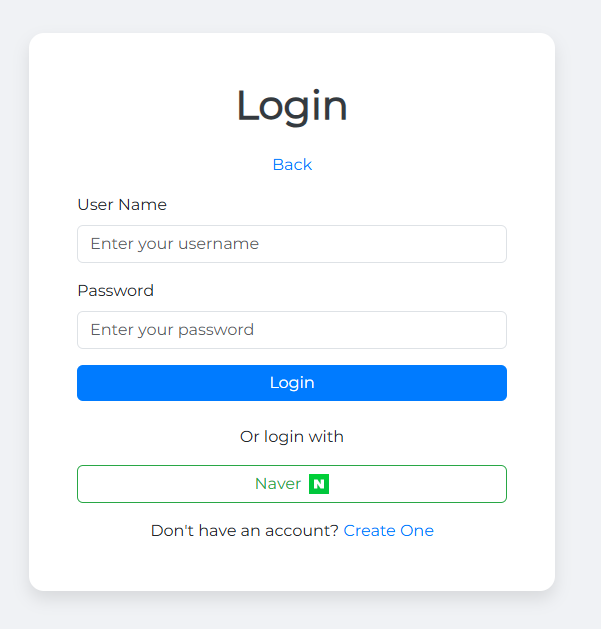 Login
Back
User Name
Enter your username
Password
Enter your password
Login
Or login with
Naver N
Don't have an account? Create One